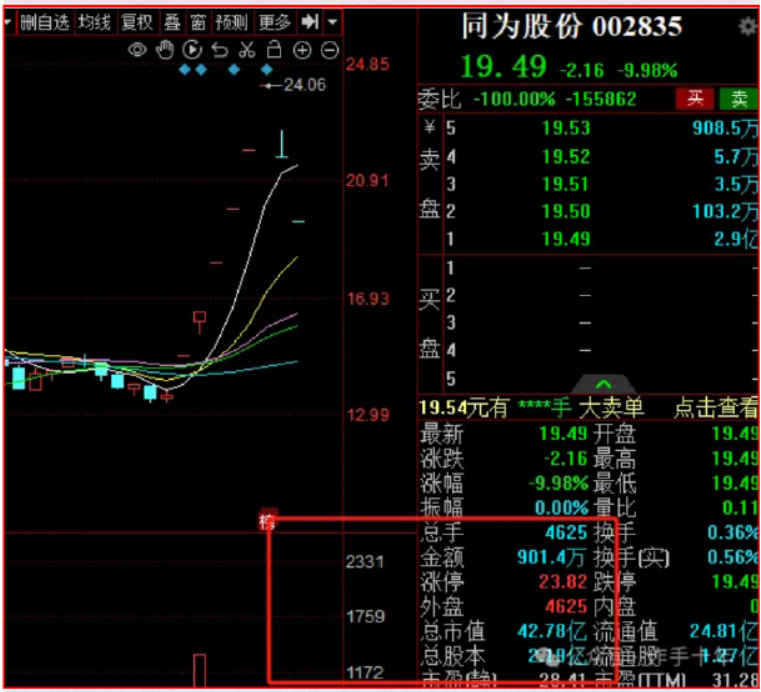 删自选 均线 复权 叠 窗 预测 更多
同为股份 002835
19.49 -2.16 -9.98%
委比 -100.00% -155862 买 卖
24.85
24.06
20.91
16.93
12.99
¥ 5 19.53 908.5万
卖 4 19.52 5.7万
3 19.51 3.5万
盘 2 19.50 103.2万
1 19.49 2.9亿
1 —
买 2 —
3 —
盘 4 —
5
19.54元有 ****手 大卖单 点击查看
最新 19.49 开盘 19.49
涨跌 -2.16 最高 19.49
涨幅 -9.98% 最低 19.49
振幅 0.00% 量比 0.11
榜
总手 4625 换手 0.36%
2331
金额 901.4万 换手(实) 0.56%
涨停 23.82 跌停 19.49
1759
外盘 4625 内盘 0
总市值 42.78亿 流通值 24.81亿
总股本 流通股 1.27亿
1172
市盈(静) 28.41 市盈(TTM) 31.28